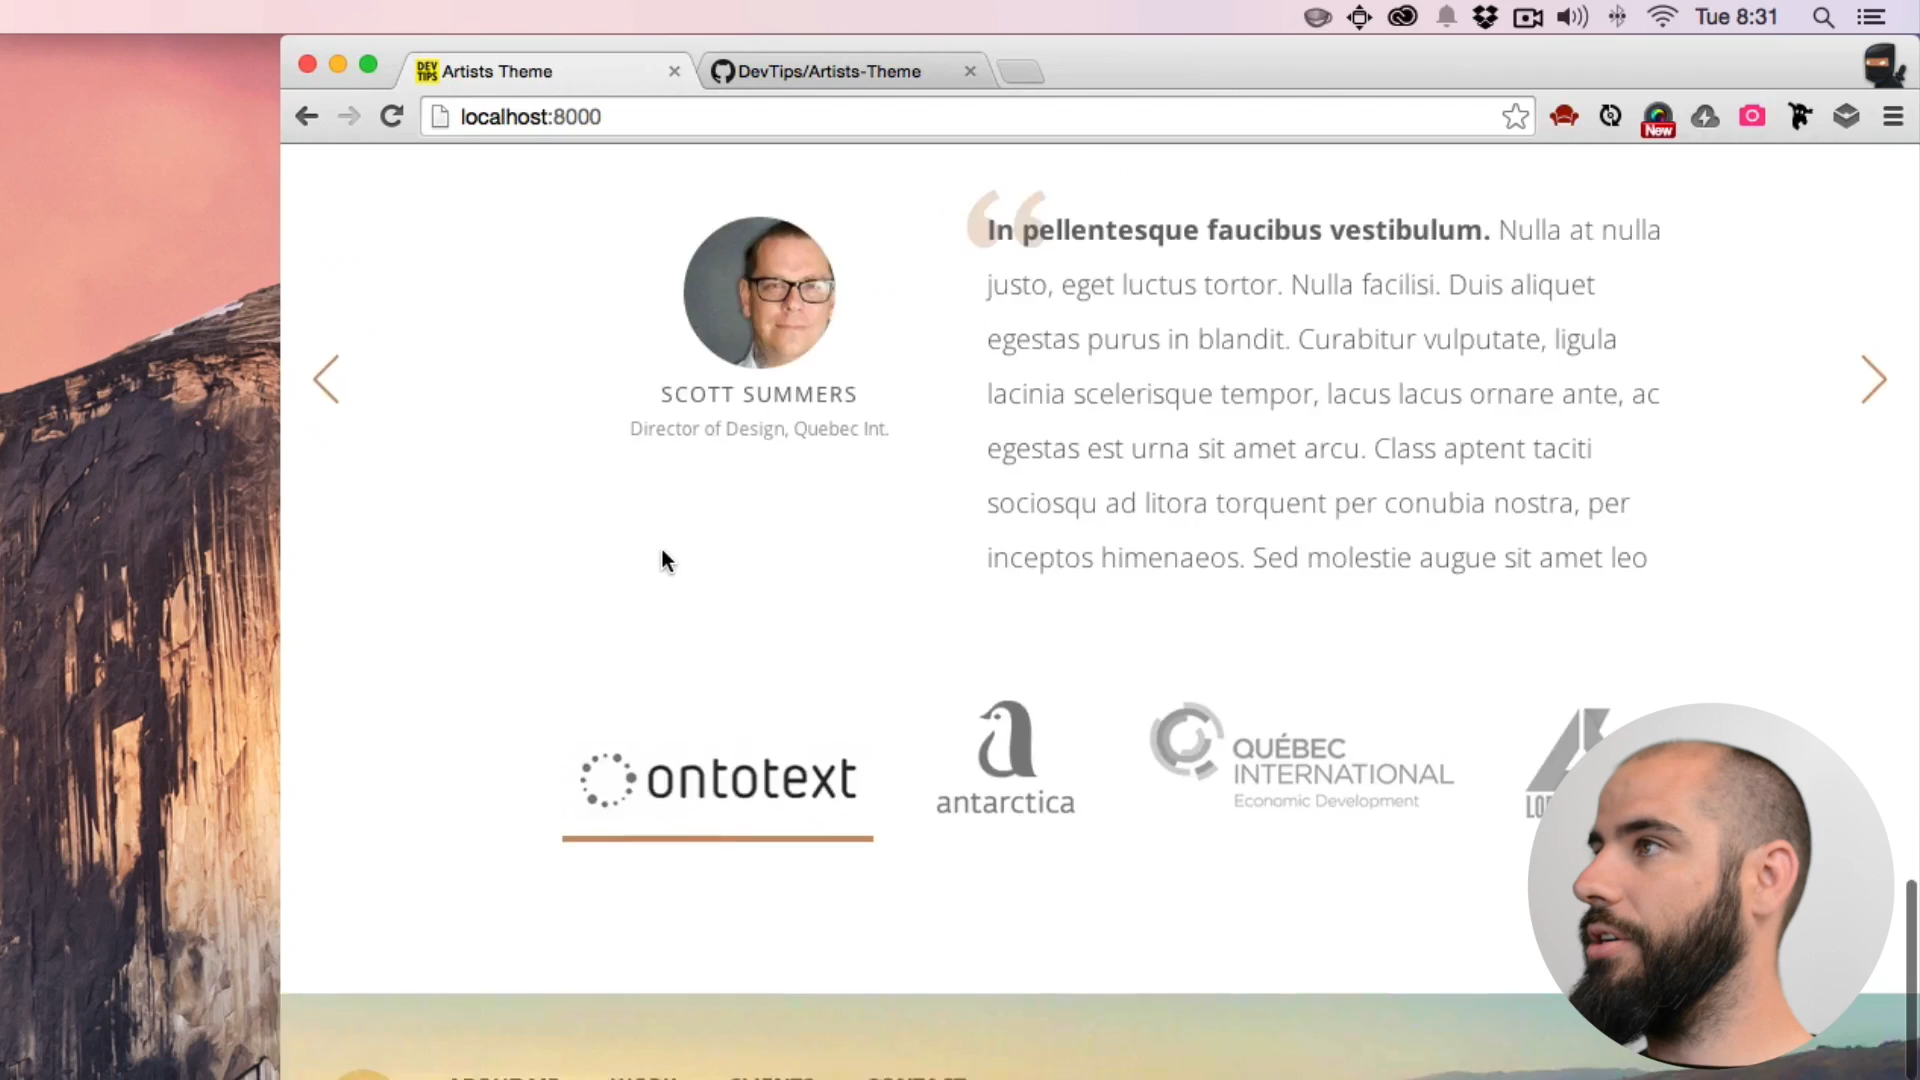 Tue 8:31
DEV TIPS Artists Theme
DevTips/Artists-Theme
localhost:8000
New
“
In pellentesque faucibus vestibulum. Nulla at nulla
justo, eget luctus tortor. Nulla facilisi. Duis aliquet
egestas purus in blandit. Curabitur vulputate, ligula
lacinia scelerisque tempor, lacus lacus ornare ante, ac
egestas est urna sit amet arcu. Class aptent taciti
sociosqu ad litora torquent per conubia nostra, per
inceptos himenaeos. Sed molestie augue sit amet leo
SCOTT SUMMERS
Director of Design, Quebec Int.
ontotext
antarctica
QUÉBEC
INTERNATIONAL
Economic Development